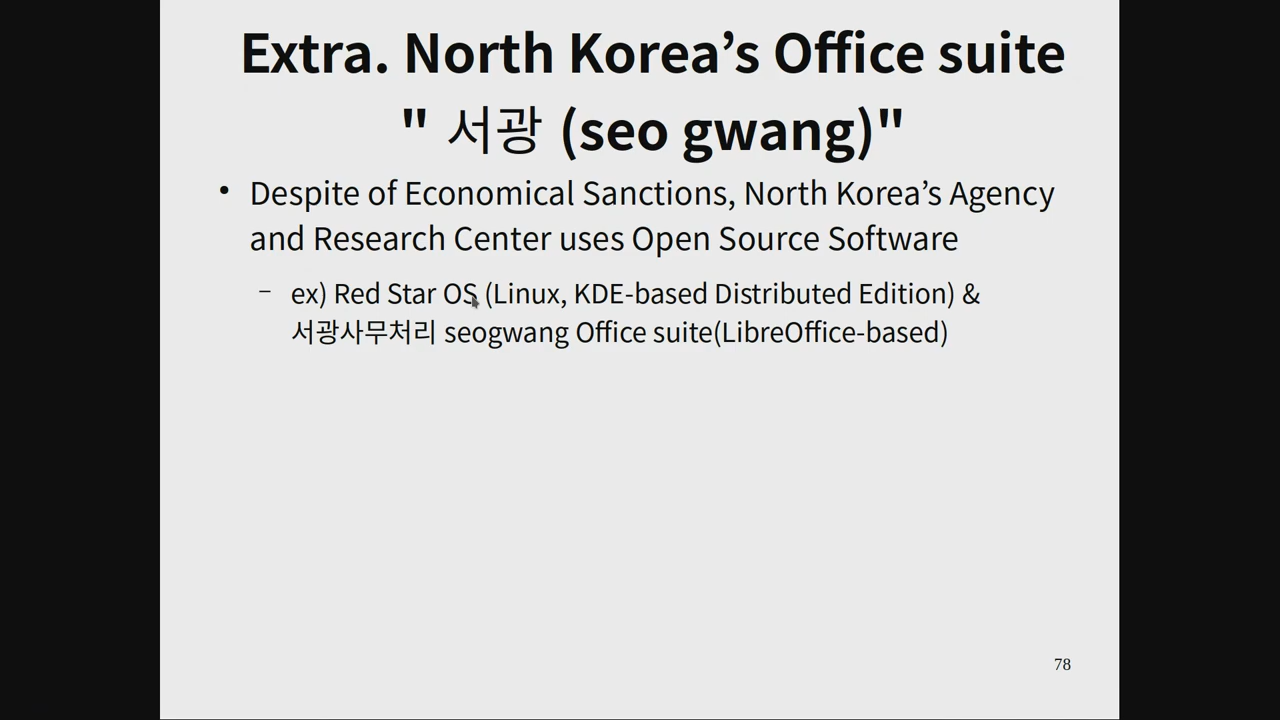 Extra. North Korea’s Office suite
" 서광 (seo gwang)"
• Despite of Economical Sanctions, North Korea’s Agency
and Research Center uses Open Source Software
– ex) Red Star OS (Linux, KDE-based Distributed Edition) &
서광사무처리 seogwang Office suite(LibreOffice-based)
78